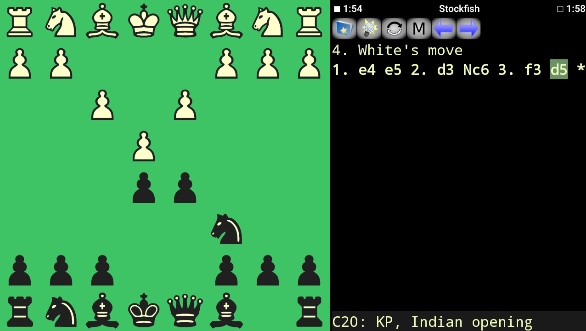 1:54 Stockfish 1:58
M
4. White's move
1. e4 e5 2. d3 Nc6 3. f3 d5 *
C20: KP, Indian opening